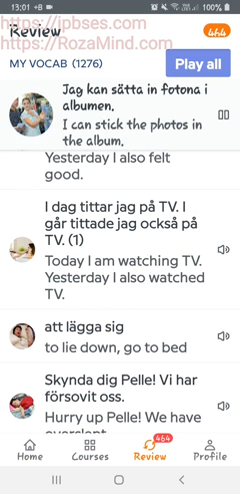 13:01 +B
100%
https://jpbses.com
https://RozaMind.com
Review
464
MY VOCAB (1276)
Play all
Jag kan sätta in fotona i
albumen.
I can stick the photos in
the album.
Yesterday I also felt
good.
I dag tittar jag på TV. I
går tittade jag också på
TV. (1)
Today I am watching TV.
Yesterday I also watched
TV.
att lägga sig
to lie down, go to bed
Skynda dig Pelle! Vi har
försovit oss.
Hurry up Pelle! We have
464
Home
Courses
Review
Profile